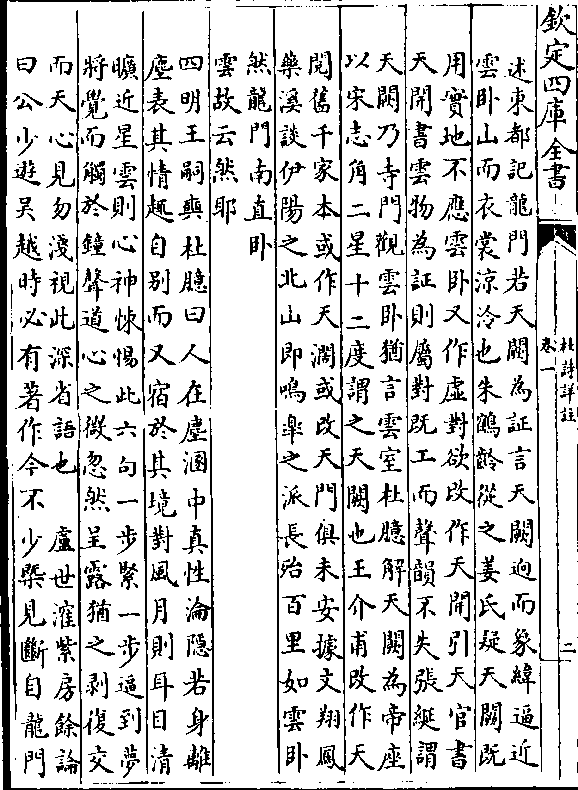 欽定四庫全書
杜詩詳註
卷一
二
述東都記龍門若天闕為証言天闕逈而象緯逼近
雲卧山而衣裳涼冷也朱鶴齡從之姜氏疑天闕既
用實地不應雲卧又作虚對欲改作天開引天官書
天開書雲物為証則屬對既工而聲韻不失張綖謂
天闕乃寺門觀雲卧猶言雲室杜臆解天闕為帝座
以宋志角二星十二度謂之天闕也王介甫改作天
閲舊千家本或作天濶或改天門俱未安據文翔鳳
藥溪談伊陽之北山即鳴臯之派長殆百里如雲卧
然龍門南直卧
雲故云然耶
四明王嗣奭杜臆曰人在塵溷中真性淪隱若身離
塵表其情趣自别而又宿於其境對風月則耳目清
曠近星雲則心神悚惕此六句一步緊一步逼到夢
將覺而觸於鐘聲道心之微忽然呈露猶之剥復交
而天心見勿淺視此深省語也 盧世㴶紫房餘論
曰公少遊吴越時必有著作今不少槩見斷自龍門